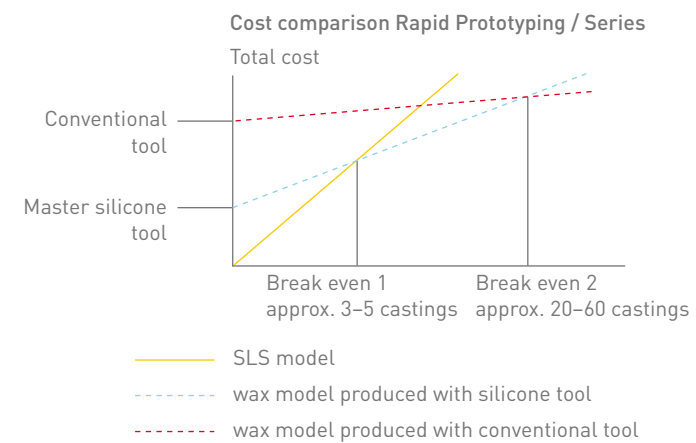 Cost comparison Rapid Prototyping / Series
Total cost
Conventional
tool
Master silicone
tool
Break even 1
approx. 3–5 castings
Break even 2
approx. 20–60 castings
SLS model
wax model produced with silicone tool
wax model produced with conventional tool